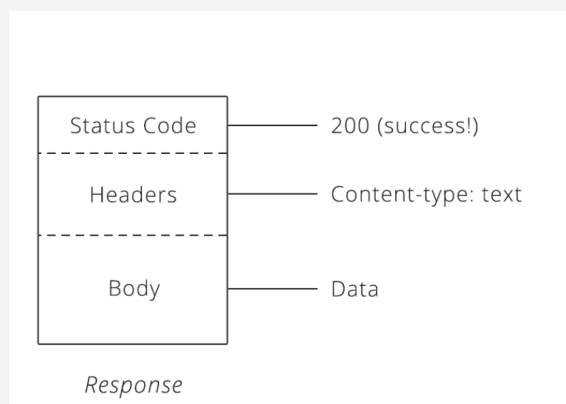 Status Code
200 (success!)
Headers
Content-type: text
Body
Data
Response